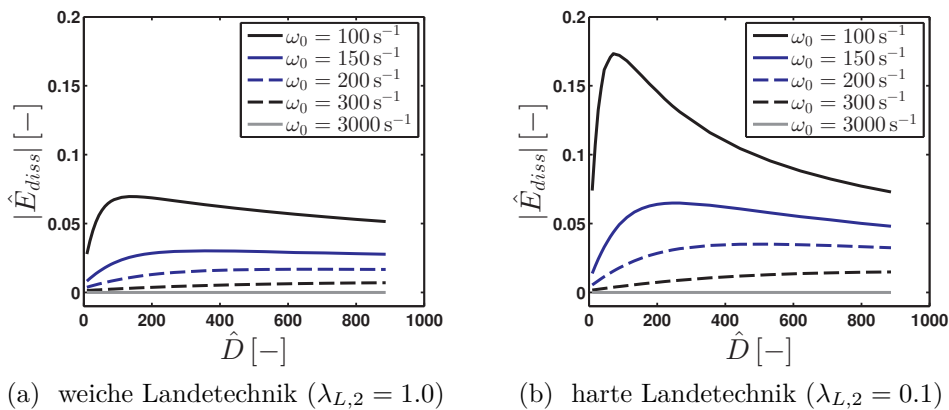 0.2
0.15
0.1
0.05
0
|Ê_diss| [−]
ω₀ = 100 s⁻¹
ω₀ = 150 s⁻¹
ω₀ = 200 s⁻¹
ω₀ = 300 s⁻¹
ω₀ = 3000 s⁻¹
0 200 400 600 800 1000
D̂ [−]
(a) weiche Landetechnik (λ_{L,2} = 1.0)
0.2
0.15
0.1
0.05
0
|Ê_diss| [−]
ω₀ = 100 s⁻¹
ω₀ = 150 s⁻¹
ω₀ = 200 s⁻¹
ω₀ = 300 s⁻¹
ω₀ = 3000 s⁻¹
0 200 400 600 800 1000
D̂ [−]
(b) harte Landetechnik (λ_{L,2} = 0.1)